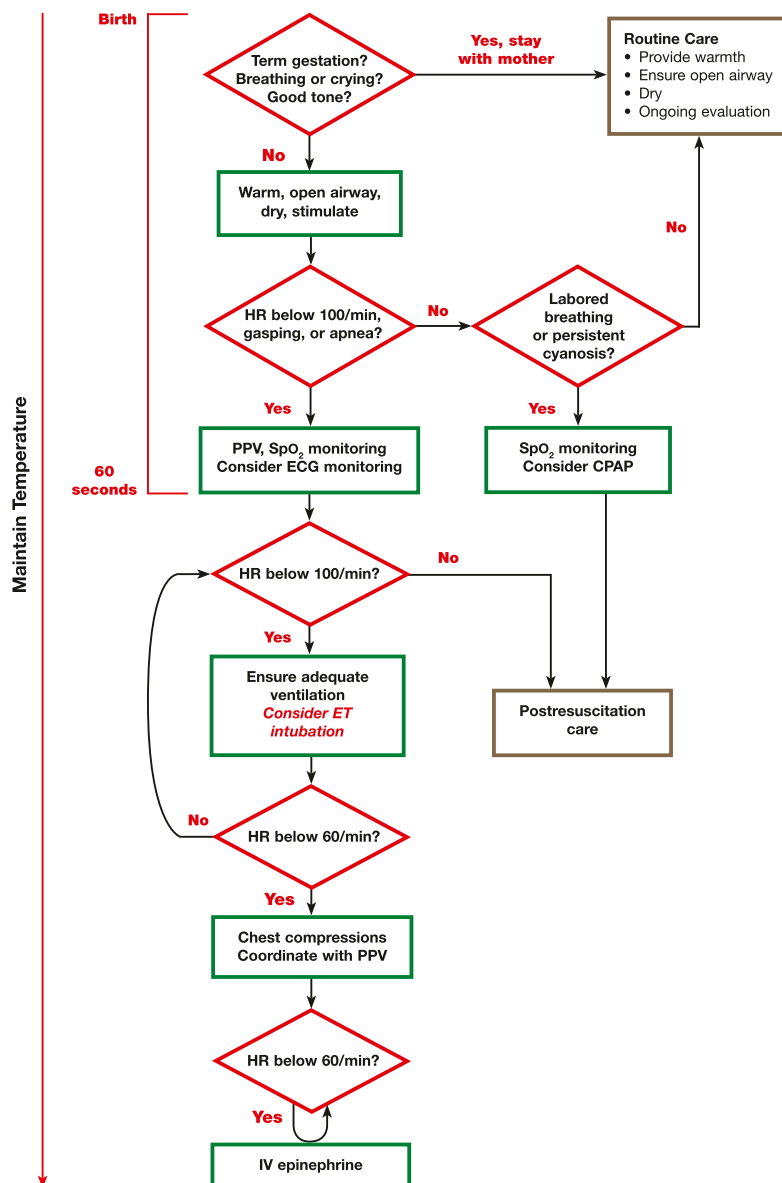 Birth
Term gestation?
Breathing or crying?
Good tone?
Yes, stay
with mother
Routine Care
• Provide warmth
• Ensure open airway
• Dry
• Ongoing evaluation
No
Warm, open airway,
dry, stimulate
HR below 100/min,
gasping, or apnea?
No
Labored
breathing
or persistent
cyanosis?
No
Yes
Yes
PPV, SpO₂ monitoring
Consider ECG monitoring
SpO₂ monitoring
Consider CPAP
60
seconds
Maintain Temperature
HR below 100/min?
No
Yes
Ensure adequate
ventilation
Consider ET
intubation
Postresuscitation
care
No
HR below 60/min?
Yes
Chest compressions
Coordinate with PPV
HR below 60/min?
Yes
IV epinephrine